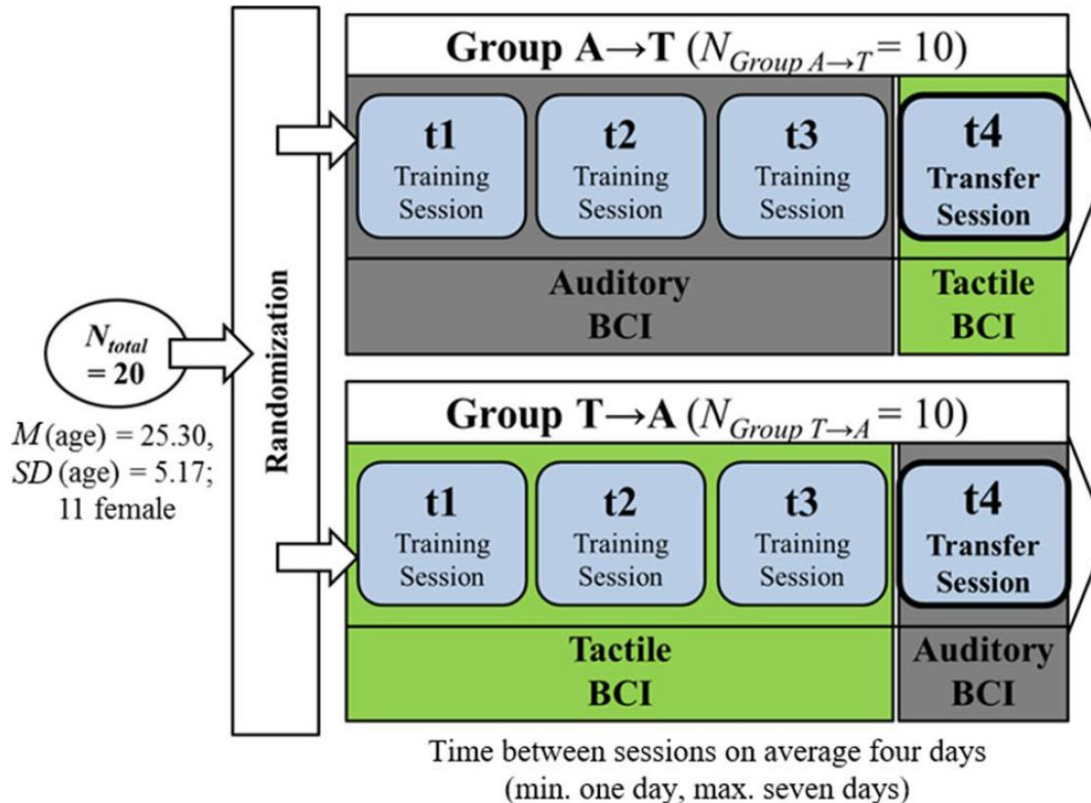 Group A→T (N Group A→T = 10)
t1
Training
Session
t2
Training
Session
t3
Training
Session
t4
Transfer
Session
Auditory
BCI
Tactile
BCI
N total
= 20
M (age) = 25.30,
SD (age) = 5.17;
11 female
Randomization
Group T→A (N Group T→A = 10)
t1
Training
Session
t2
Training
Session
t3
Training
Session
t4
Transfer
Session
Tactile
BCI
Auditory
BCI
Time between sessions on average four days
(min. one day, max. seven days)